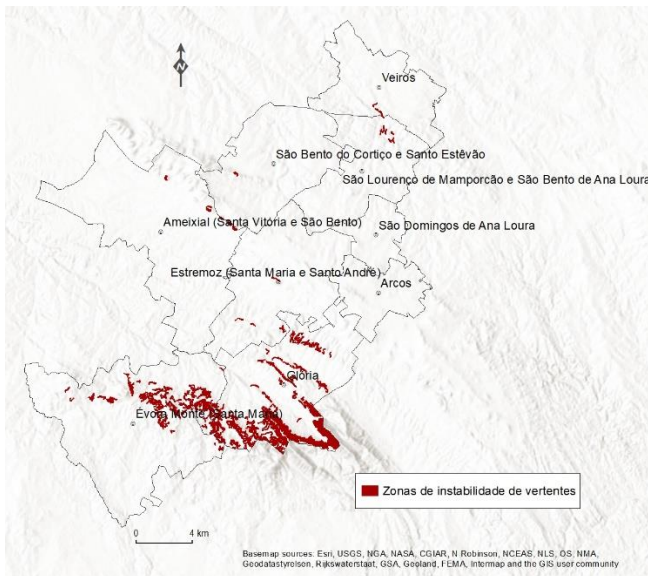 N
Veiros
São Bento do Cortiço e Santo Estêvão
São Lourenço de Mamporcão e São Bento de Ana Loura
Ameixial (Santa Vitória e São Bento)
São Domingos de Ana Loura
Estremoz (Santa Maria e Santo André)
Arcos
Glória
Évora Monte (Santa Maria)
Zonas de instabilidade de vertentes
0 4 km
Basemap sources: Esri, USGS, NGA, NASA, CGIAR, N Robinson, NCEAS, NLS, OS, NMA,
Geodatastyrelsen, Rijkswaterstaat, GSA, Geoland, FEMA, Intermap and the GIS user community